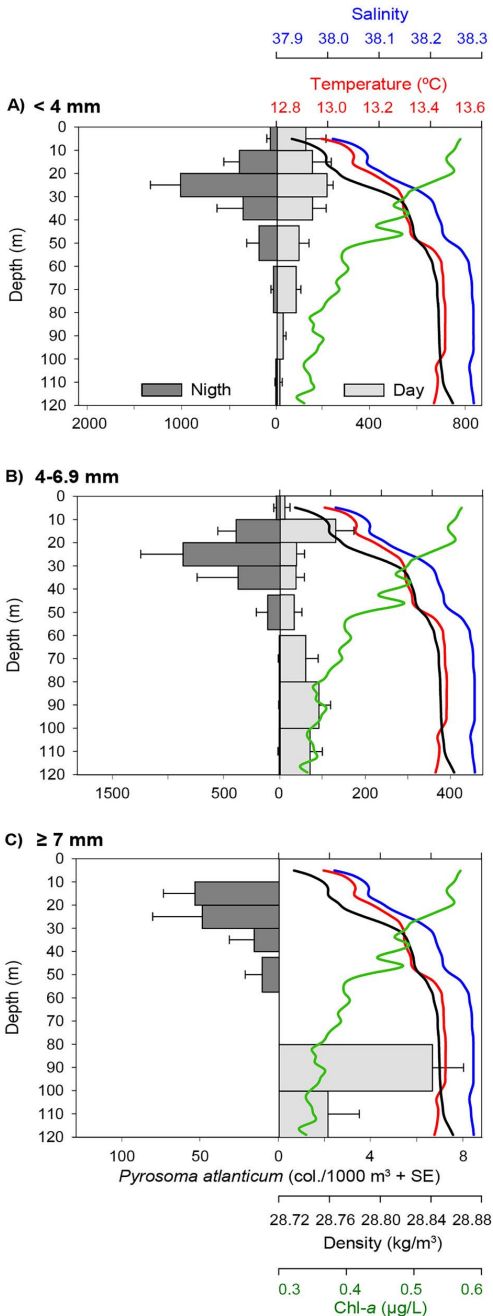 Salinity
37.9 38.0 38.1 38.2 38.3
Temperature (ºC)
12.8 13.0 13.2 13.4 13.6
A) < 4 mm
0
10
20
30
40
50
60
70
80
90
100
110
120
Depth (m)
Nigth Day
2000 1000 0 200 400 600 800
B) 4-6.9 mm
0
10
20
30
40
50
60
70
80
90
100
110
120
Depth (m)
1500 500 0 200 400
C) ≥ 7 mm
0
10
20
30
40
50
60
70
80
90
100
110
120
Depth (m)
100 50 0 4 8
Pyrosoma atlanticum (col./1000 m³ + SE)
28.72 28.76 28.80 28.84 28.88
Density (kg/m³)
0.3 0.4 0.5 0.6
Chl-a (µg/L)